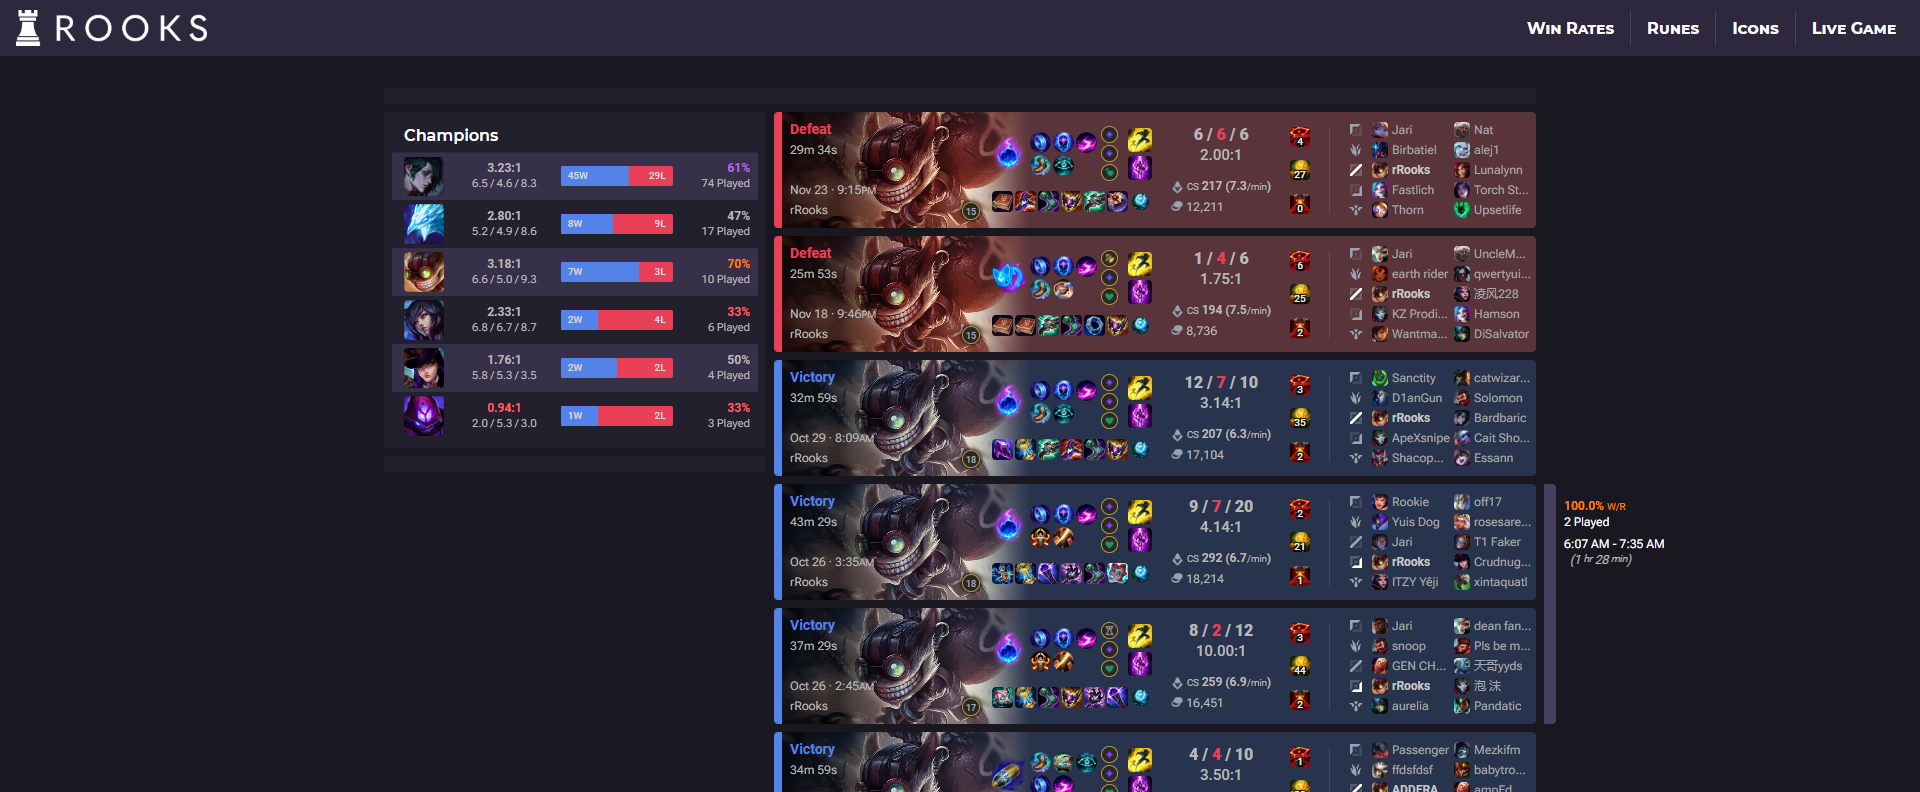 ROOKS
Win Rates
Runes
Icons
Live Game
Champions
3.23:1
6.5 / 4.6 / 8.3
45W 29L
61%
74 Played
2.80:1
5.2 / 4.9 / 8.6
8W 9L
47%
17 Played
3.18:1
6.6 / 5.0 / 9.3
7W 3L
70%
10 Played
2.33:1
6.8 / 6.7 / 8.7
2W 4L
33%
6 Played
1.76:1
5.8 / 5.3 / 3.5
2W 2L
50%
4 Played
0.94:1
2.0 / 5.3 / 3.0
1W 2L
33%
3 Played
Defeat
29m 34s
Nov 23 · 9:15PM
rRooks
15
6 / 6 / 6
2.00:1
CS 217 (7.3/min)
12,211
4
27
0
Jari Nat
Birbatiel alej1
rRooks Lunalynn
Fastlich Torch St...
Thorn Upsetlife
Defeat
25m 53s
Nov 18 · 9:46PM
rRooks
15
1 / 4 / 6
1.75:1
CS 194 (7.5/min)
8,736
6
25
2
Jari UncleM...
earth rider qwertyui...
rRooks 凌风228
KZ Prodi... Hamson
Wantma... DiSalvator
Victory
32m 59s
Oct 29 · 8:09AM
rRooks
18
12 / 7 / 10
3.14:1
CS 207 (6.3/min)
17,104
3
35
2
Sanctity catwizar...
D1anGun Solomon
rRooks Bardbaric
ApeXsnipe Cait Sho...
Shacop... Essann
Victory
43m 29s
Oct 26 · 3:35AM
rRooks
18
9 / 7 / 20
4.14:1
CS 292 (6.7/min)
18,214
2
21
1
Rookie off17
Yuis Dog rosesare...
Jari T1 Faker
rRooks Crudnug...
ITZY Yêji xintaquatl
100.0% W/R
2 Played
6:07 AM - 7:35 AM
(1 hr 28 min)
Victory
37m 29s
Oct 26 · 2:45AM
rRooks
17
8 / 2 / 12
10.00:1
CS 259 (6.9/min)
16,451
3
44
2
Jari dean fan...
snoop Pls be m...
GEN CH... 天哥yyds
rRooks 泡 沫
aurelia Pandatic
Victory
34m 59s
4 / 4 / 10
3.50:1
1
Passenger Mezkifm
ffdsfdsf babytro...
ADDERA ampEd